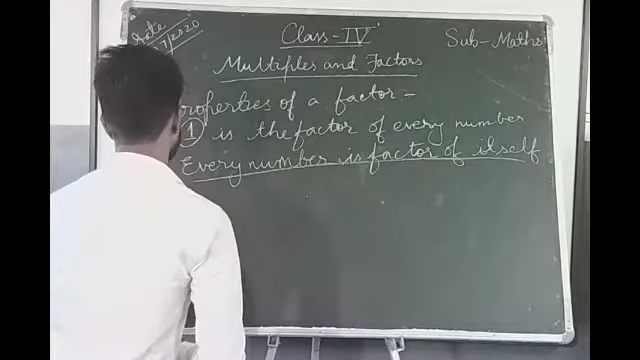 Date
7/2020
Class-IV
Sub-Maths
Multiples and Factors
roperties of a factor:-
1 is the factor of every number
Every number is factor of itself